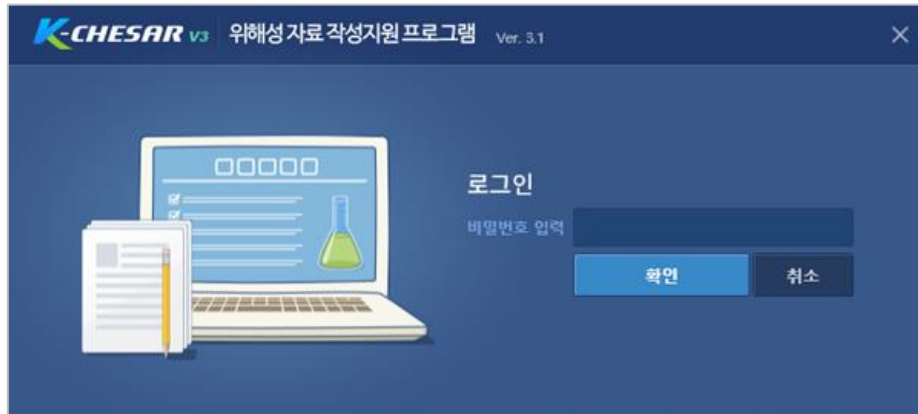 K-CHESAR V3 위해성 자료 작성지원 프로그램 Ver. 3.1
로그인
비밀번호 입력
확인 취소